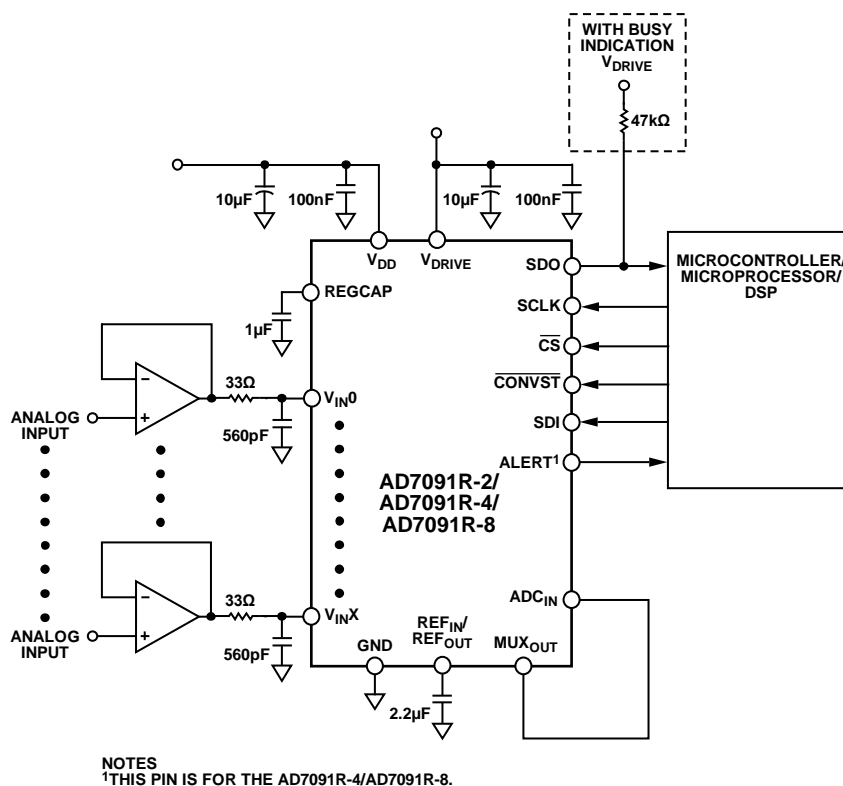 WITH BUSY
INDICATION
VDRIVE
47kΩ
10µF
100nF
10µF
100nF
VDD
VDRIVE
SDO
MICROCONTROLLER/
MICROPROCESSOR/
DSP
REGCAP
SCLK
1µF
CS
33Ω
CONVST
VIN0
ANALOG
INPUT
560pF
SDI
ALERT1
AD7091R-2/
AD7091R-4/
AD7091R-8
33Ω
ADCIN
VINX
ANALOG
INPUT
560pF
GND
REFIN/
REFOUT
MUXOUT
2.2µF
NOTES
1THIS PIN IS FOR THE AD7091R-4/AD7091R-8.